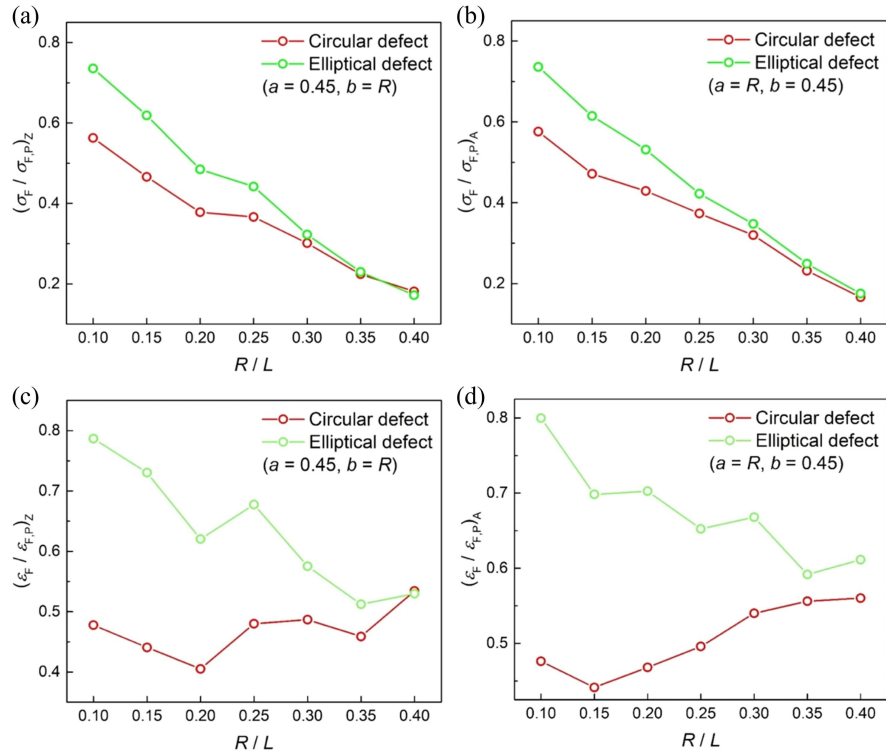 (a)
Circular defect
Elliptical defect
(a = 0.45, b = R)
(σF / σF,P)Z
0.8
0.6
0.4
0.2
0.10 0.15 0.20 0.25 0.30 0.35 0.40
R / L
(b)
Circular defect
Elliptical defect
(a = R, b = 0.45)
(σF / σF,P)A
0.8
0.6
0.4
0.2
0.10 0.15 0.20 0.25 0.30 0.35 0.40
R / L
(c)
Circular defect
Elliptical defect
(a = 0.45, b = R)
(εF / εF,P)Z
0.8
0.7
0.6
0.5
0.4
0.10 0.15 0.20 0.25 0.30 0.35 0.40
R / L
(d)
Circular defect
Elliptical defect
(a = R, b = 0.45)
(εF / εF,P)A
0.8
0.7
0.6
0.5
0.10 0.15 0.20 0.25 0.30 0.35 0.40
R / L